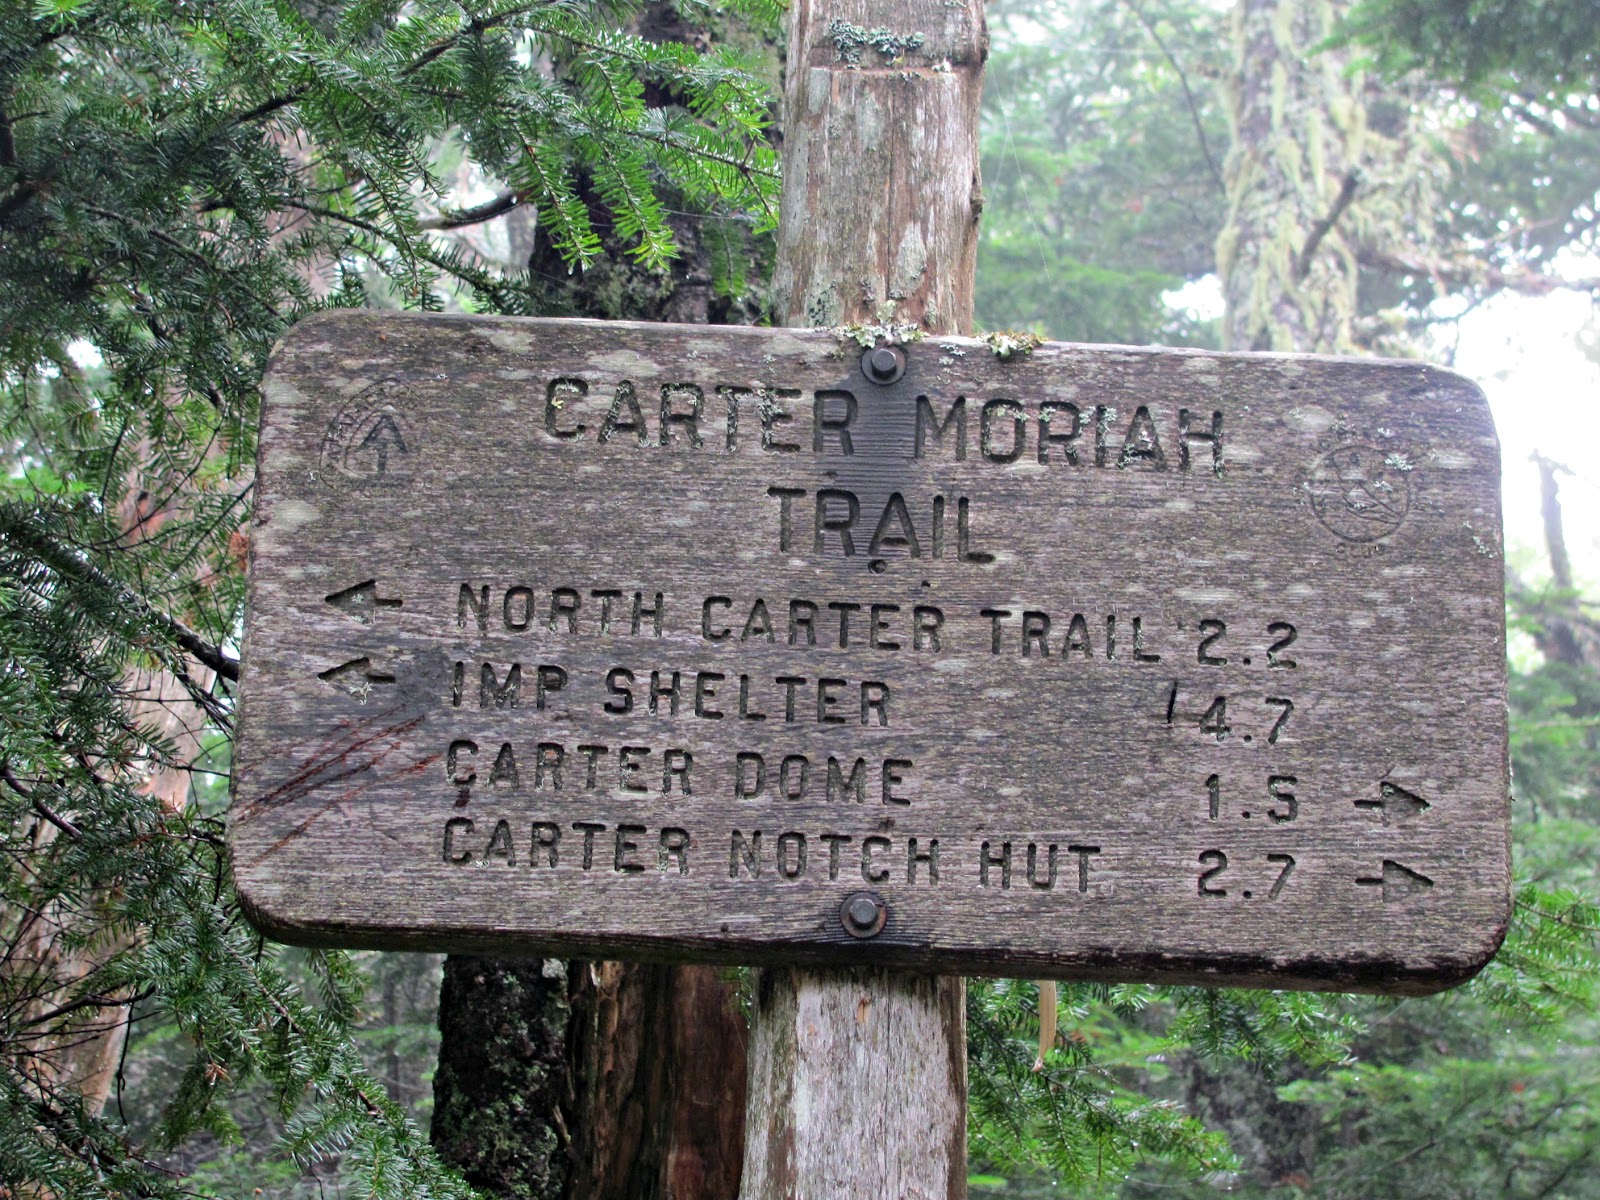 CARTER MORIAH
TRAIL
NORTH CARTER TRAIL 2.2
IMP SHELTER 4.7
CARTER DOME 1.5
CARTER NOTCH HUT 2.7